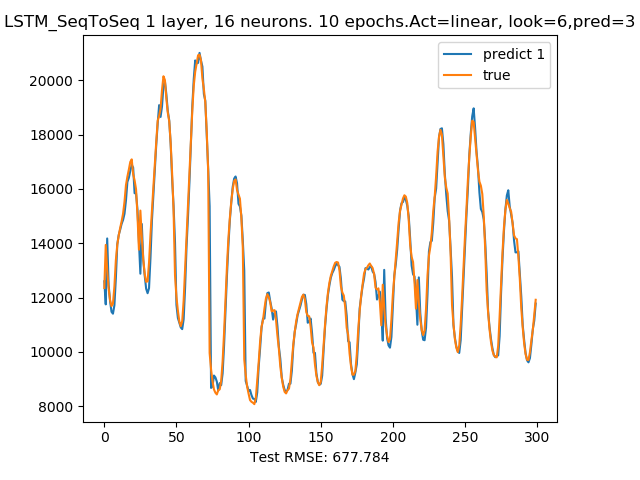 LSTM_SeqToSeq 1 layer, 16 neurons. 10 epochs.Act=linear, look=6,pred=3
predict 1
true
20000
18000
16000
14000
12000
10000
8000
0 50 100 150 200 250 300
Test RMSE: 677.784